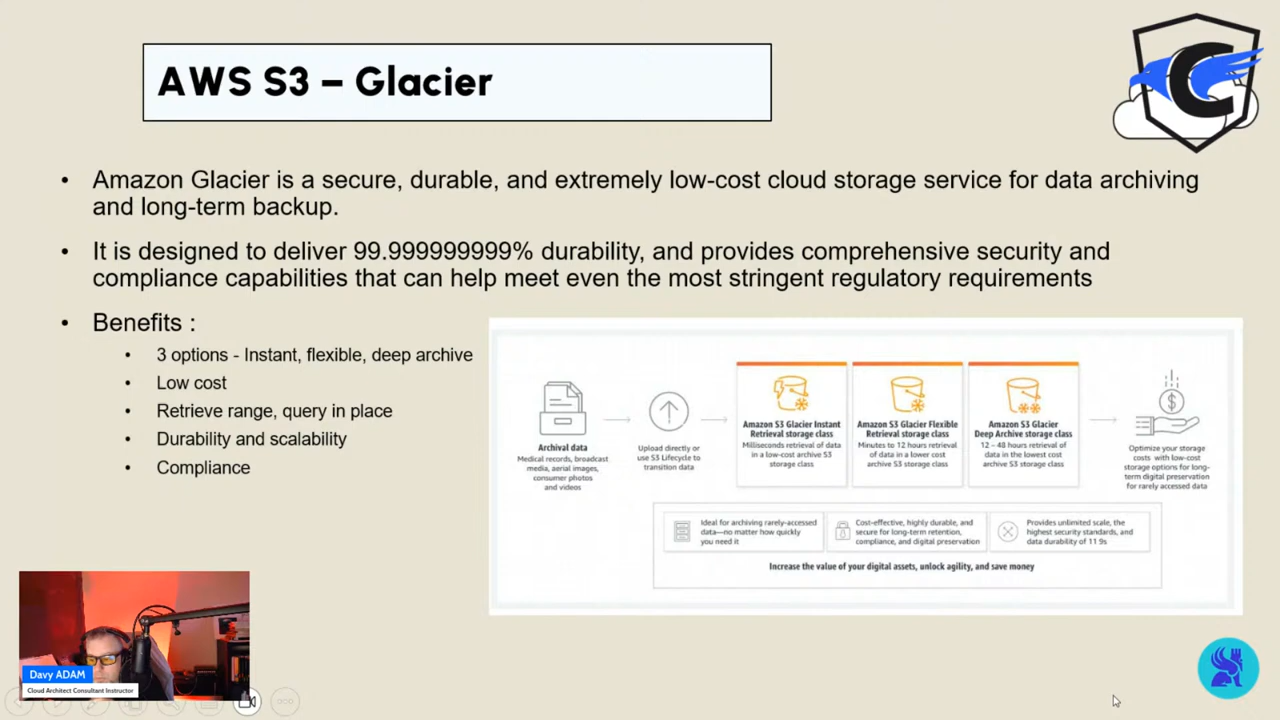 AWS S3 – Glacier
C
• Amazon Glacier is a secure, durable, and extremely low-cost cloud storage service for data archiving
and long-term backup.
• It is designed to deliver 99.999999999% durability, and provides comprehensive security and
compliance capabilities that can help meet even the most stringent regulatory requirements
• Benefits :
• 3 options - Instant, flexible, deep archive
• Low cost
• Retrieve range, query in place
• Durability and scalability
• Compliance
Archival data
Medical records, broadcast
media, aerial images,
consumer photos
and videos
Upload directly or
use S3 Lifecycle to
transition data
Amazon S3 Glacier Instant
Retrieval storage class
Milliseconds retrieval of data
in a low-cost archive S3
storage class
Amazon S3 Glacier Flexible
Retrieval storage class
Minutes to 12 hours retrieval
of data in a lower cost
archive S3 storage class
Amazon S3 Glacier
Deep Archive storage class
12 – 48 hours retrieval of
data in the lowest cost
archive S3 storage class
$
Optimize your storage
costs with low-cost
storage options for long-
term digital preservation
for rarely accessed data
Ideal for archiving rarely-accessed
data—no matter how quickly
you need it
Cost-effective, highly durable, and
secure for long-term retention,
compliance, and digital preservation
Provides unlimited scale, the
highest security standards, and
data durability of 11 9s
Increase the value of your digital assets, unlock agility, and save money
Davy ADAM
Cloud Architect Consultant Instructor